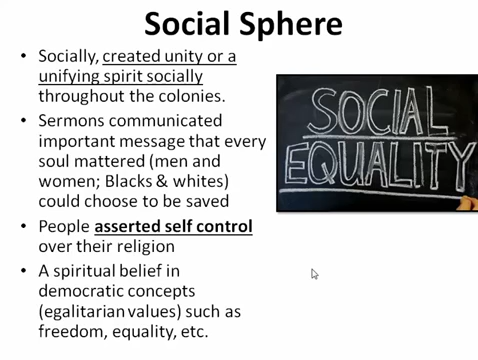 Social Sphere
• Socially, created unity or a
unifying spirit socially
throughout the colonies.
• Sermons communicated
important message that every
soul mattered (men and
women; Blacks & whites)
could choose to be saved
• People asserted self control
over their religion
• A spiritual belief in
democratic concepts
(egalitarian values) such as
freedom, equality, etc.
SOCIAL
EQUALITY